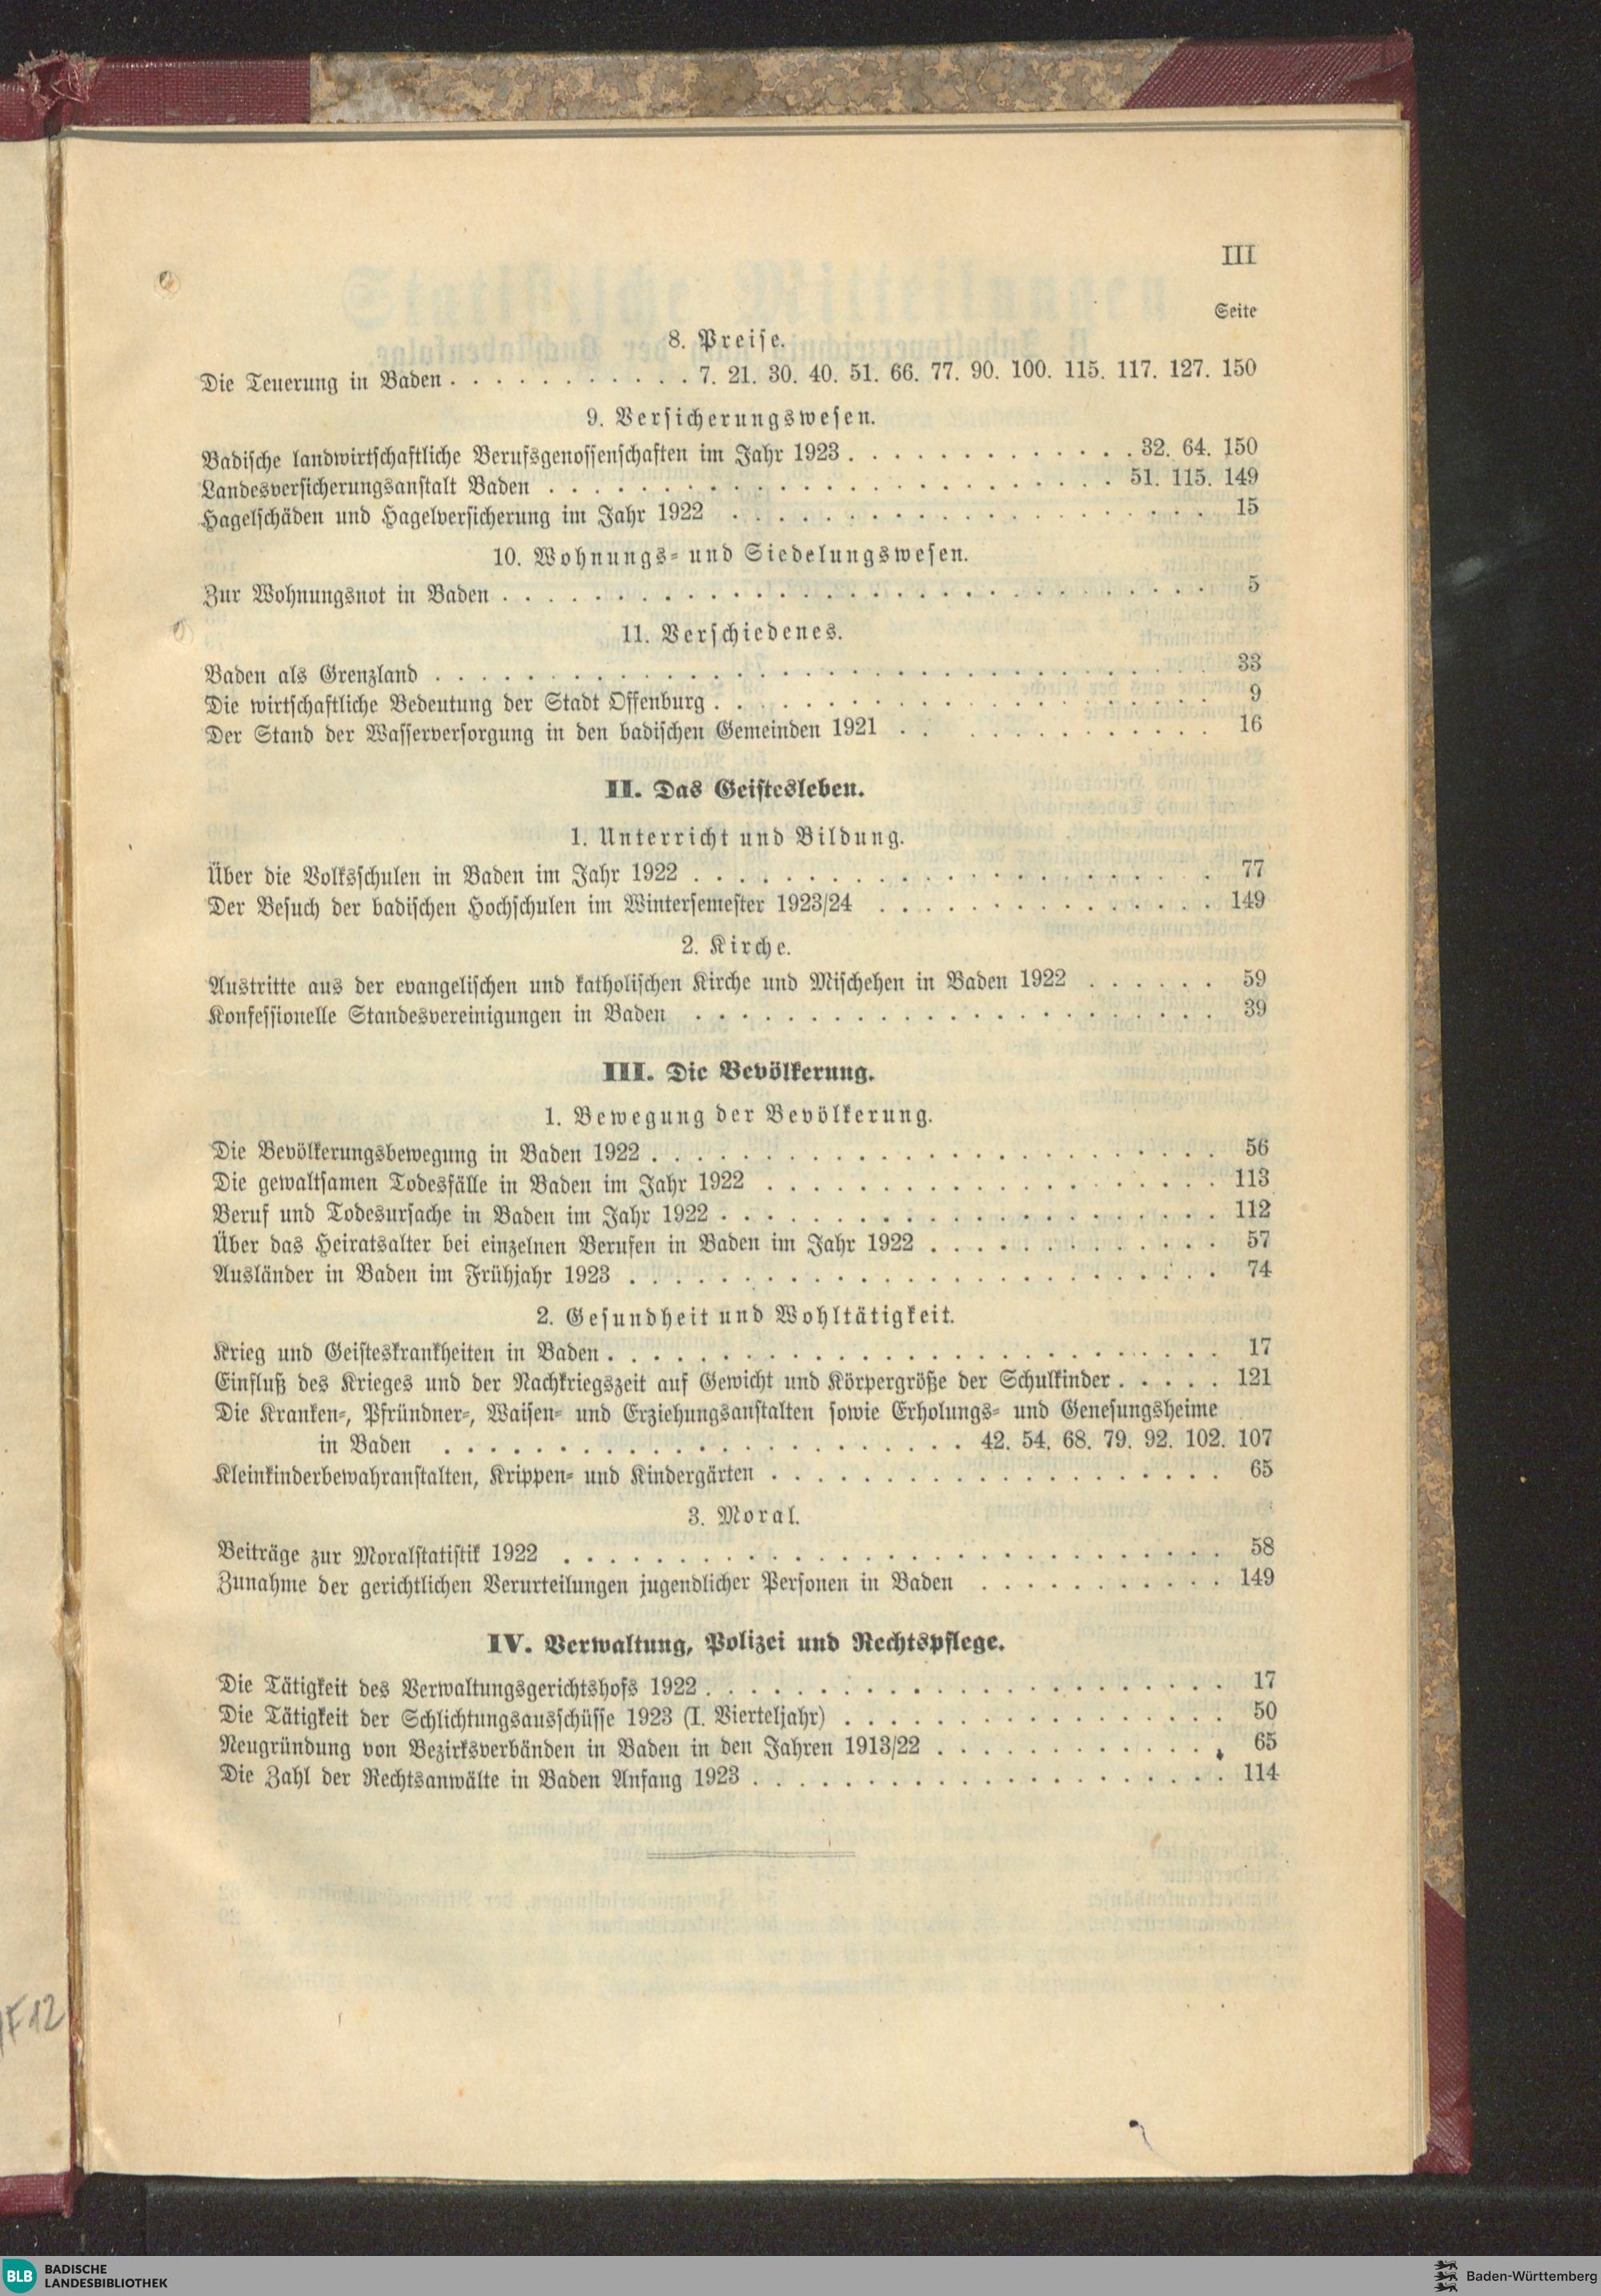 III
Seite
8. Preise.
Die Teuerung in Baden . . . . . . . . . . . 7. 21. 30. 40. 51. 66. 77. 90. 100. 115. 117. 127. 150
9. Versicherungswesen.
Badische landwirtschaftliche Berufsgenossenschaften im Jahr 1923 . . . . . . . . . . . . . 32. 64. 150
Landesversicherungsanstalt Baden . . . . . . . . . . . . . . . . . . . . . . . . . 51. 115. 149
Hagelschäden und Hagelversicherung im Jahr 1922 . . . . . . . . . . . . . . . . . . . . . 15
10. Wohnungs- und Siedelungswesen.
Zur Wohnungsnot in Baden . . . . . . . . . . . . . . . . . . . . . . . . . . . . . . . 5
11. Verschiedenes.
Baden als Grenzland . . . . . . . . . . . . . . . . . . . . . . . . . . . . . . . . . . 33
Die wirtschaftliche Bedeutung der Stadt Offenburg . . . . . . . . . . . . . . . . . . . . . . 9
Der Stand der Wasserversorgung in den badischen Gemeinden 1921 . . . . . . . . . . . . . 16
II. Das Geistesleben.
1. Unterricht und Bildung.
Über die Volksschulen in Baden im Jahr 1922 . . . . . . . . . . . . . . . . . . . . . . . 77
Der Besuch der badischen Hochschulen im Wintersemester 1923/24 . . . . . . . . . . . . . . . 149
2. Kirche.
Austritte aus der evangelischen und katholischen Kirche und Mischehen in Baden 1922 . . . . . . 59
Konfessionelle Standesvereinigungen in Baden . . . . . . . . . . . . . . . . . . . . . . . 39
III. Die Bevölkerung.
1. Bewegung der Bevölkerung.
Die Bevölkerungsbewegung in Baden 1922 . . . . . . . . . . . . . . . . . . . . . . . . . 56
Die gewaltsamen Todesfälle in Baden im Jahr 1922 . . . . . . . . . . . . . . . . . . . . 113
Beruf und Todesursache in Baden im Jahr 1922 . . . . . . . . . . . . . . . . . . . . . . 112
Über das Heiratsalter bei einzelnen Berufen in Baden im Jahr 1922 . . . . . . . . . . . . . 57
Ausländer in Baden im Frühjahr 1923 . . . . . . . . . . . . . . . . . . . . . . . . . . 74
2. Gesundheit und Wohltätigkeit.
Krieg und Geisteskrankheiten in Baden . . . . . . . . . . . . . . . . . . . . . . . . . . . 17
Einfluß des Krieges und der Nachkriegszeit auf Gewicht und Körpergröße der Schulkinder . . . . . 121
Die Kranken-, Pfründner-, Waisen- und Erziehungsanstalten sowie Erholungs- und Genesungsheime
in Baden . . . . . . . . . . . . . . . . . . . . . . . 42. 54. 68. 79. 92. 102. 107
Kleinkinderbewahranstalten, Krippen- und Kindergärten . . . . . . . . . . . . . . . . . . . . 65
3. Moral.
Beiträge zur Moralstatistik 1922 . . . . . . . . . . . . . . . . . . . . . . . . . . . . . 58
Zunahme der gerichtlichen Verurteilungen jugendlicher Personen in Baden . . . . . . . . . . . 149
IV. Verwaltung, Polizei und Rechtspflege.
Die Tätigkeit des Verwaltungsgerichtshofs 1922 . . . . . . . . . . . . . . . . . . . . . . . 17
Die Tätigkeit der Schlichtungsausschüsse 1923 (I. Vierteljahr) . . . . . . . . . . . . . . . . . 50
Neugründung von Bezirksverbänden in Baden in den Jahren 1913/22 . . . . . . . . . . . . . 65
Die Zahl der Rechtsanwälte in Baden Anfang 1923 . . . . . . . . . . . . . . . . . . . . . 114
F12
BLB BADISCHE
LANDESBIBLIOTHEK
Baden-Württemberg